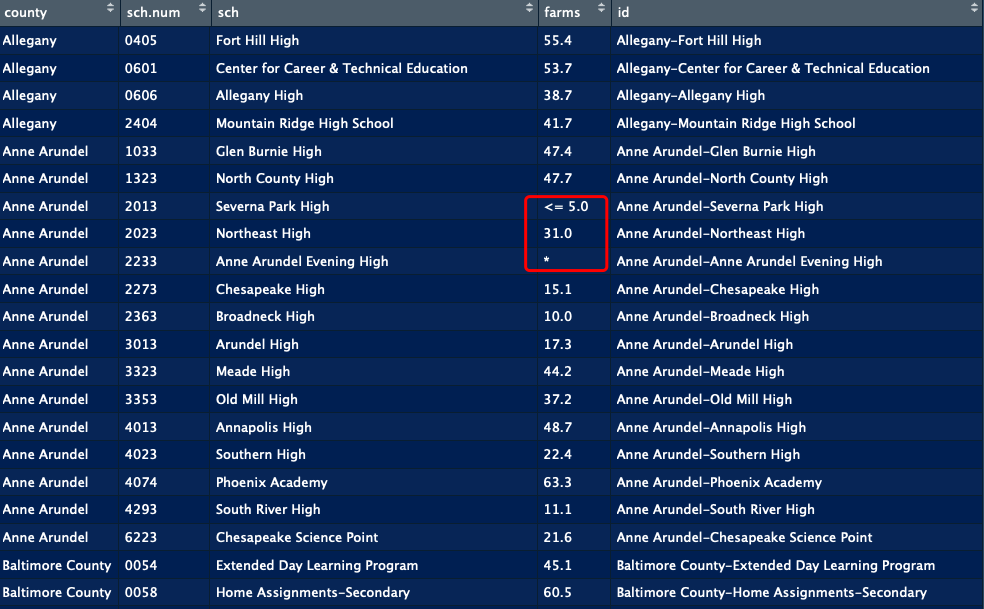 county sch.num sch farms id
Allegany 0405 Fort Hill High 55.4 Allegany-Fort Hill High
Allegany 0601 Center for Career & Technical Education 53.7 Allegany-Center for Career & Technical Education
Allegany 0606 Allegany High 38.7 Allegany-Allegany High
Allegany 2404 Mountain Ridge High School 41.7 Allegany-Mountain Ridge High School
Anne Arundel 1033 Glen Burnie High 47.4 Anne Arundel-Glen Burnie High
Anne Arundel 1323 North County High 47.7 Anne Arundel-North County High
Anne Arundel 2013 Severna Park High <= 5.0 Anne Arundel-Severna Park High
Anne Arundel 2023 Northeast High 31.0 Anne Arundel-Northeast High
Anne Arundel 2233 Anne Arundel Evening High * Anne Arundel-Anne Arundel Evening High
Anne Arundel 2273 Chesapeake High 15.1 Anne Arundel-Chesapeake High
Anne Arundel 2363 Broadneck High 10.0 Anne Arundel-Broadneck High
Anne Arundel 3013 Arundel High 17.3 Anne Arundel-Arundel High
Anne Arundel 3323 Meade High 44.2 Anne Arundel-Meade High
Anne Arundel 3353 Old Mill High 37.2 Anne Arundel-Old Mill High
Anne Arundel 4013 Annapolis High 48.7 Anne Arundel-Annapolis High
Anne Arundel 4023 Southern High 22.4 Anne Arundel-Southern High
Anne Arundel 4074 Phoenix Academy 63.3 Anne Arundel-Phoenix Academy
Anne Arundel 4293 South River High 11.1 Anne Arundel-South River High
Anne Arundel 6223 Chesapeake Science Point 21.6 Anne Arundel-Chesapeake Science Point
Baltimore County 0054 Extended Day Learning Program 45.1 Baltimore County-Extended Day Learning Program
Baltimore County 0058 Home Assignments-Secondary 60.5 Baltimore County-Home Assignments-Secondary